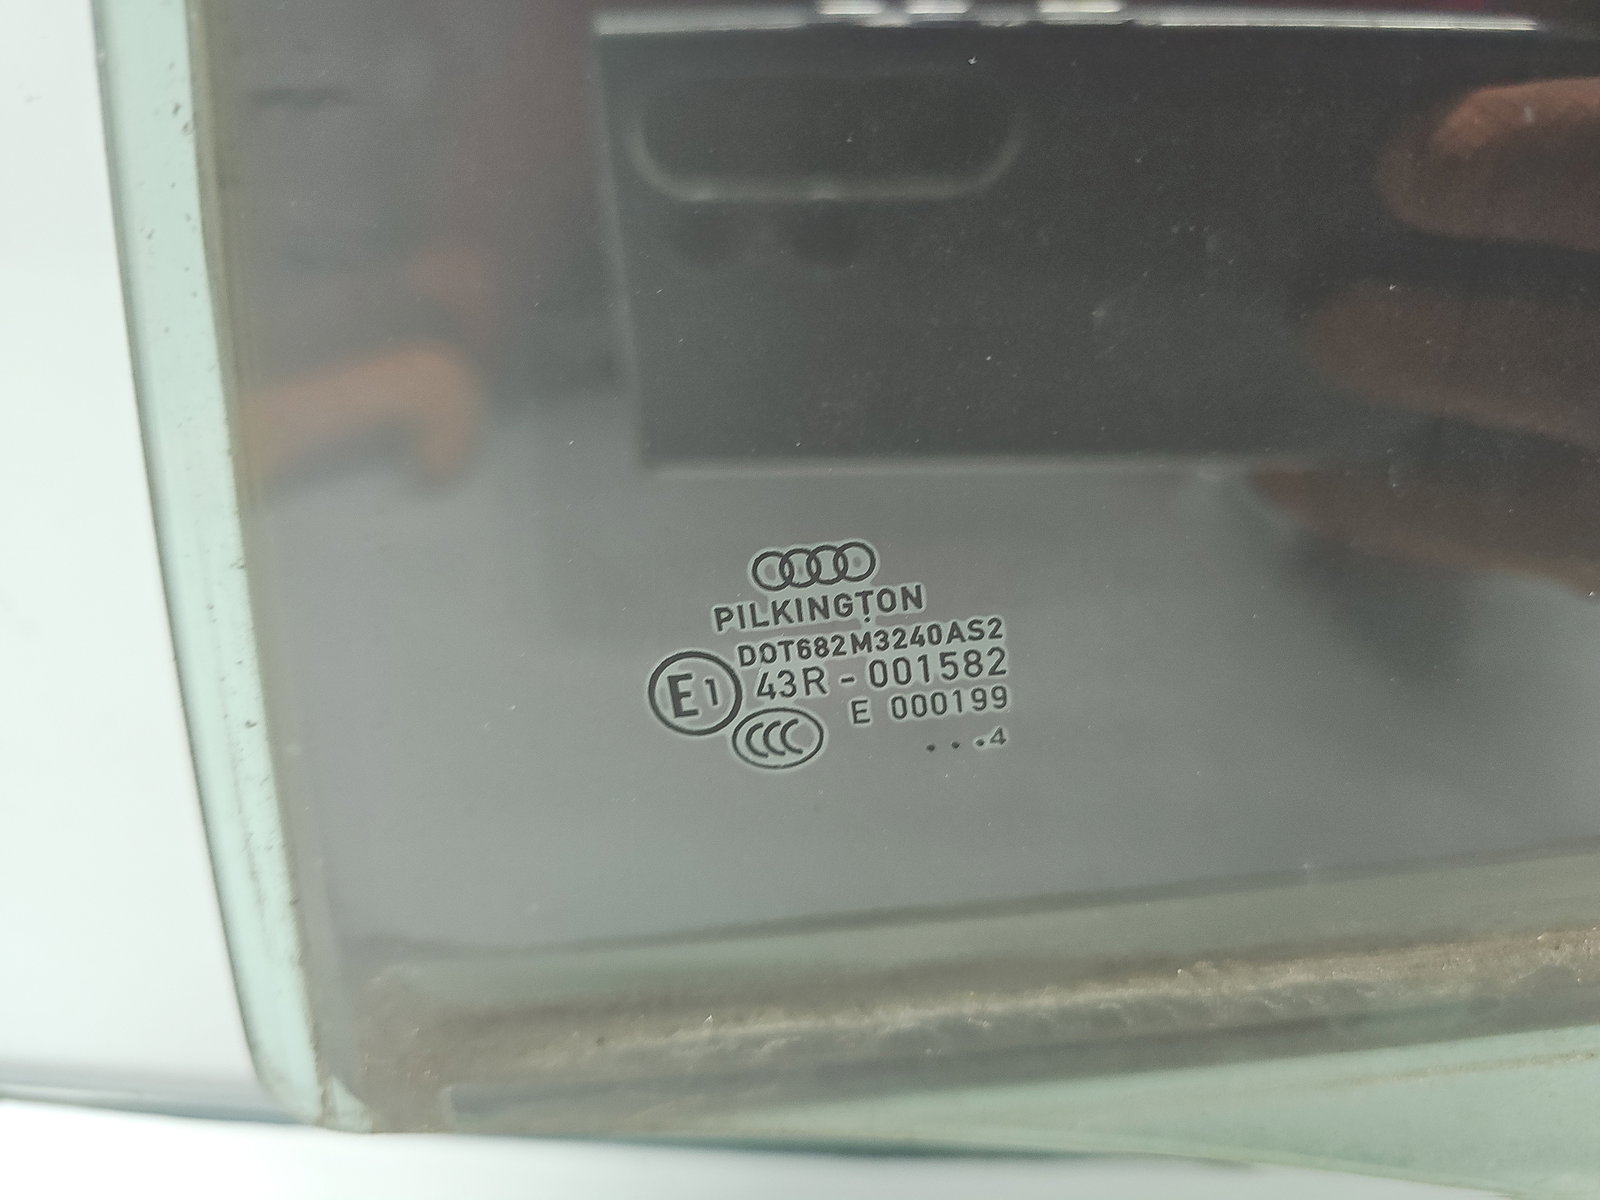 PILKINGTON
DOT682M3240AS2
E1 43R - 001582
CCC E 000199
. . .4